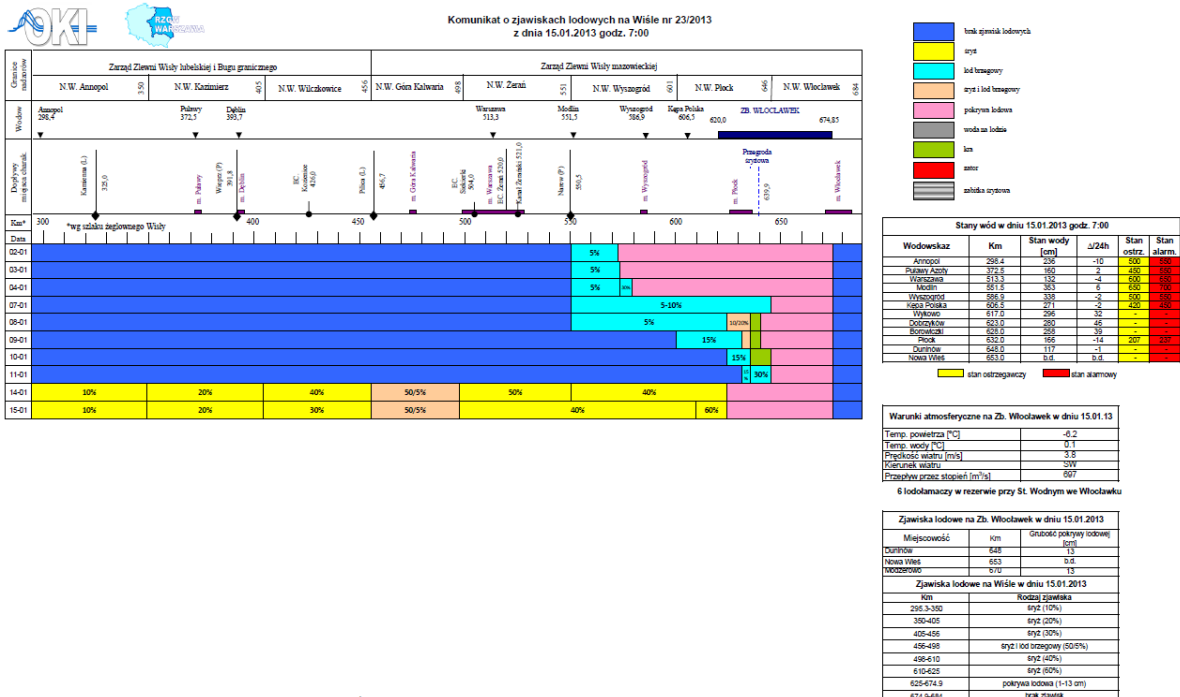 OKI
RZGW
WARSZAWA
Komunikat o zjawiskach lodowych na Wiśle nr 23/2013
z dnia 15.01.2013 godz. 7:00
Granice nadzorów
Zarząd Zlewni Wisły lubelskiej i Bugu granicznego
Zarząd Zlewni Wisły mazowieckiej
N.W. Annopol 350 N.W. Kazimierz 405 N.W. Wilczkowice 456 N.W. Góra Kalwaria 498 N.W. Żerań 551 N.W. Wyszogród 601 N.W. Płock 646 N.W. Włocławek 684
Wodow
Annopol Puławy Dęblin Warszawa Modlin Wyszogród Kępa Polska ZB. WŁOCŁAWEK
298,4 372,5 393,7 513,3 551,5 586,9 606,5 620,0 674,85
Dopływy miejsca charak.
Kamienna (L) 325,0
m. Puławy
Wieprz (P) 391,8
m. Dęblin
EC. Kozienice 426,0
Pilica (L) 456,7
m. Góra Kalwaria
EC. Siekierki 504,0
m. Warszawa
EC. Żerań 520,0
Kanał Żerański 521,0
Narew (P) 550,5
m. Wyszogród
m. Płock
Przegroda śryżowa
639,9
m. Włocławek
Km* 300 400 450 500 550 600 650
*wg szlaku żeglownego Wisły
Data
02-01 5%
03-01 5%
04-01 5% 30%
07-01 5-10%
08-01 5% 10/20%
09-01 15%
10-01 15%
11-01 30%
14-01 10% 20% 40% 50/5% 50% 40%
15-01 10% 20% 30% 50/5% 40% 60%
brak zjawisk lodowych
śryż
lód brzegowy
śryż i lód brzegowy
pokrywa lodowa
woda na lodzie
kra
zator
zabitka śryżowa
Stany wód w dniu 15.01.2013 godz. 7:00
Wodowskaz Km Stan wody [cm] Δ/24h Stan ostrz. Stan alarm.
Annopol 298.4 236 -10 500 550
Puławy Azoty 372.5 160 2 450 550
Warszawa 513.3 132 -4 600 650
Modlin 551.5 353 6 650 700
Wyszogród 586.9 338 -2 500 550
Kępa Polska 606.5 271 -2 420 450
Wykowo 617.0 296 32 - -
Dobrzyków 623.0 280 46 - -
Borowiczki 628.0 258 39 - -
Płock 632.0 166 -14 207 237
Duninów 648.0 117 -1 - -
Nowa Wieś 653.0 b.d. b.d. - -
stan ostrzegawczy stan alarmowy
Warunki atmosferyczne na Zb. Włocławek w dniu 15.01.13
Temp. powietrza [°C] -6.2
Temp. wody [°C] 0.1
Prędkość wiatru [m/s] 3.8
Kierunek wiatru SW
Przepływ przez stopień [m³/s] 697
6 lodołamaczy w rezerwie przy St. Wodnym we Włocławku
Zjawiska lodowe na Zb. Włocławek w dniu 15.01.2013
Miejscowość Km Grubość pokrywy lodowej [cm]
Duninów 648 13
Nowa Wieś 653 b.d.
Modzerowo 670 13
Zjawiska lodowe na Wiśle w dniu 15.01.2013
Km Rodzaj zjawiska
295.3-350 śryż (10%)
350-405 śryż (20%)
405-456 śryż (30%)
456-498 śryż i lód brzegowy (50/5%)
498-610 śryż (40%)
610-625 śryż (60%)
625-674.9 pokrywa lodowa (1-13 cm)
674.9-684 brak zjawisk